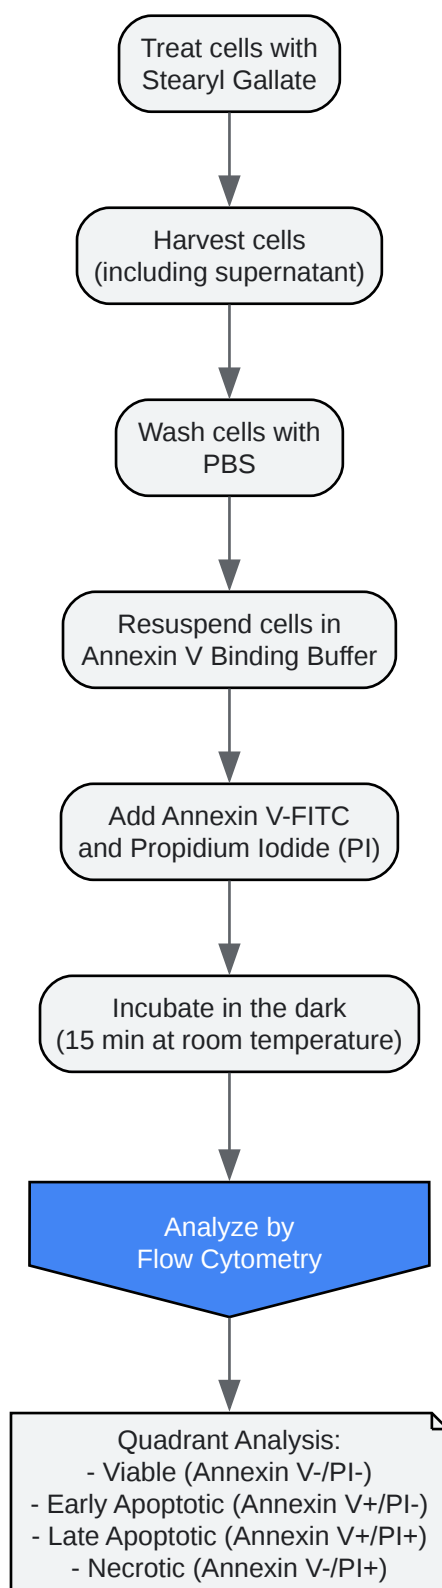 Treat cells with
Stearyl Gallate
Harvest cells
(including supernatant)
Wash cells with
PBS
Resuspend cells in
Annexin V Binding Buffer
Add Annexin V-FITC
and Propidium Iodide (PI)
Incubate in the dark
(15 min at room temperature)
Analyze by
Flow Cytometry
Quadrant Analysis:
- Viable (Annexin V-/PI-)
- Early Apoptotic (Annexin V+/PI-)
- Late Apoptotic (Annexin V+/PI+)
- Necrotic (Annexin V-/PI+)